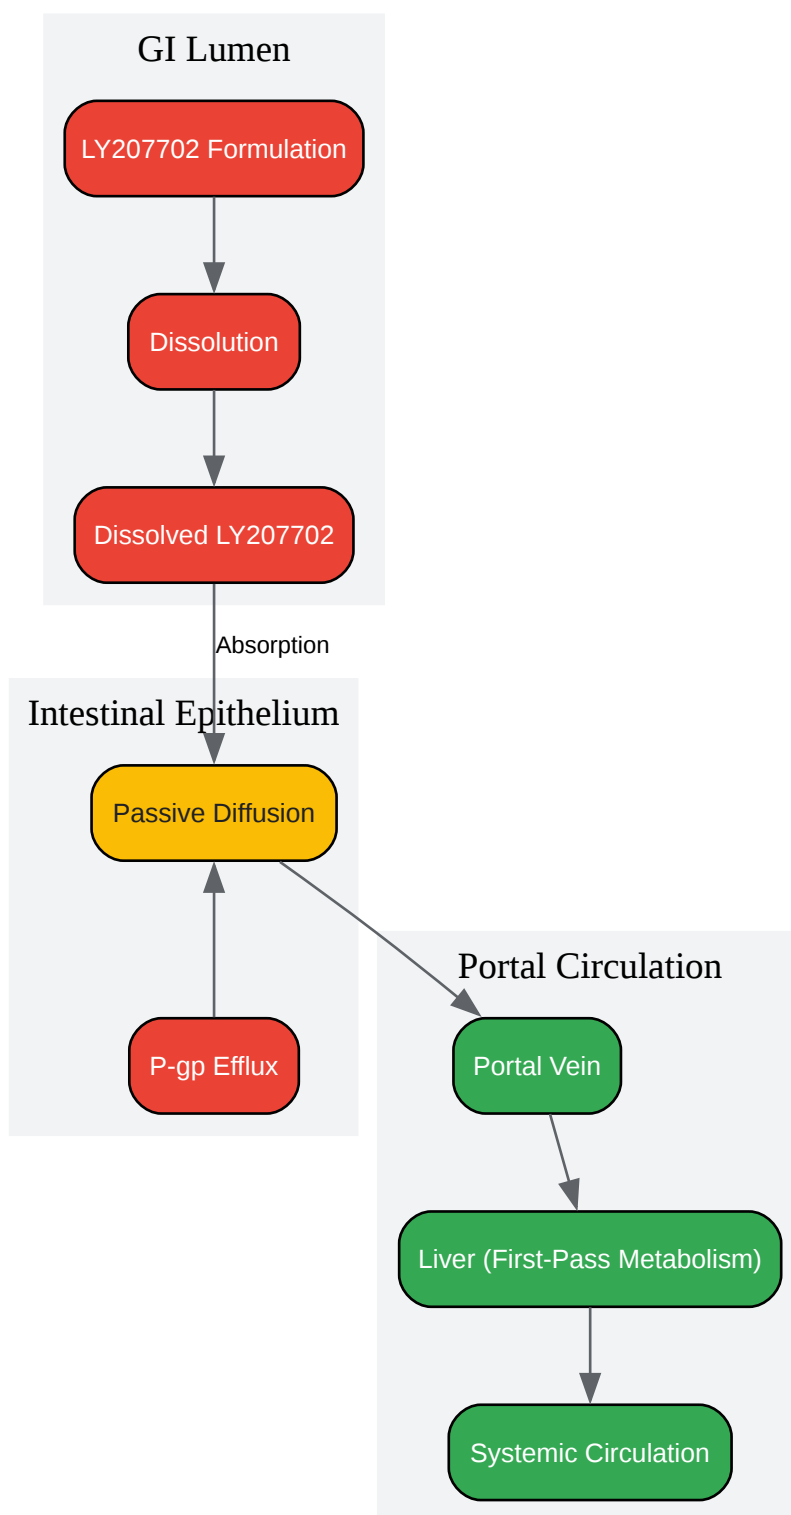 GI Lumen
LY207702 Formulation
Dissolution
Dissolved LY207702
Absorption
Intestinal Epithelium
Passive Diffusion
Portal Circulation
P-gp Efflux
Portal Vein
Liver (First-Pass Metabolism)
Systemic Circulation